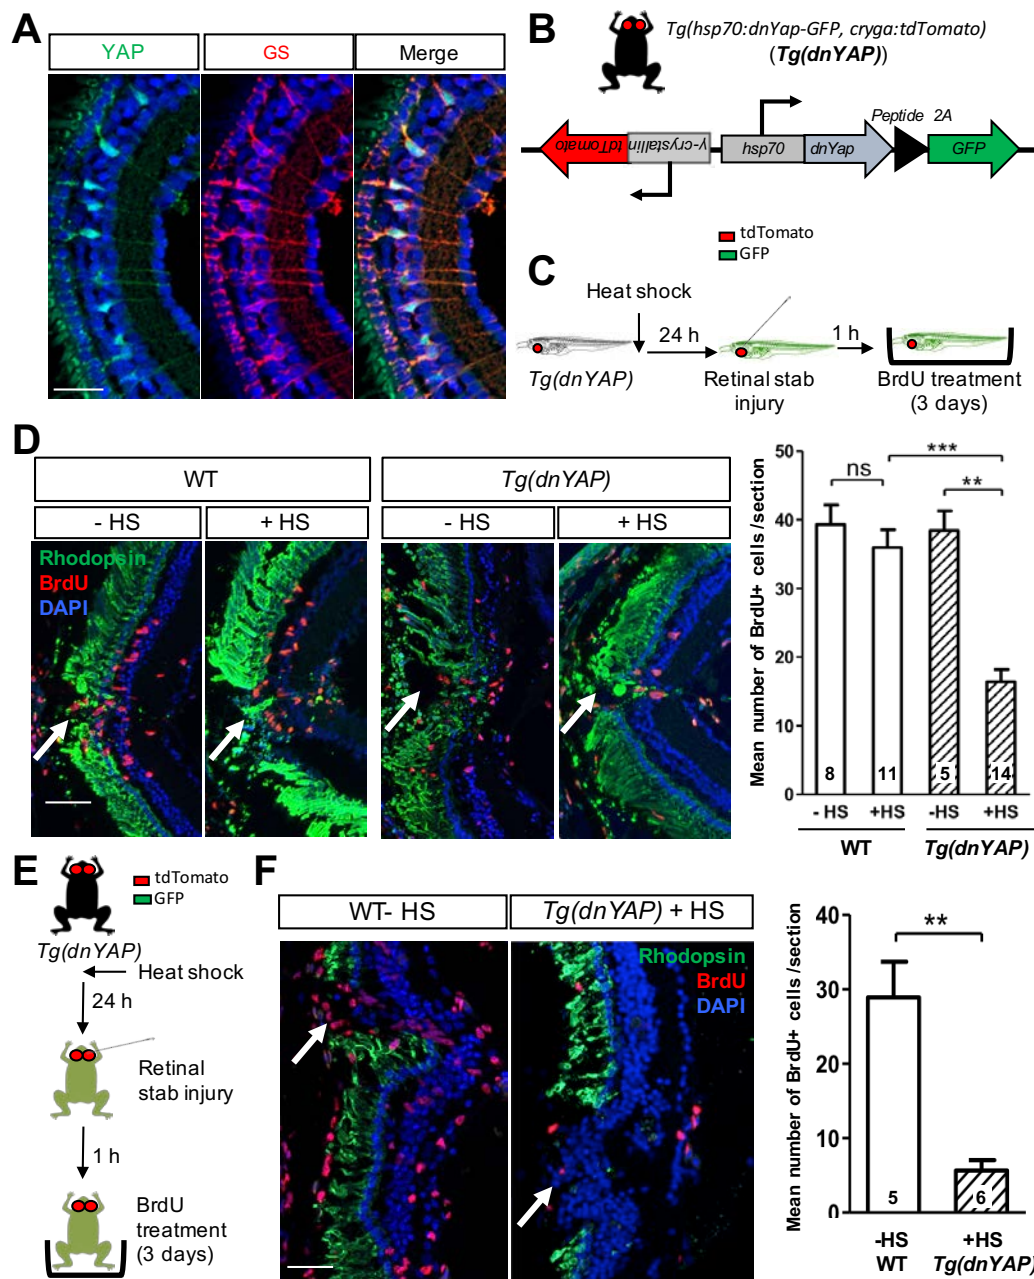 A
YAP
GS
Merge
B
Tg(hsp70:dnYap-GFP, cryga:tdTomato)
(Tg(dnYAP))
Peptide 2A
tdTomato
γ-crystallin
hsp70
dnYap
GFP
tdTomato
GFP
C
Heat shock
24 h
1 h
Tg(dnYAP)
Retinal stab
injury
BrdU treatment
(3 days)
D
WT
Tg(dnYAP)
- HS
+ HS
- HS
+ HS
Rhodopsin
BrdU
DAPI
Mean number of BrdU+ cells/section
50
40
30
20
10
0
ns
***
**
8
11
5
14
- HS
+HS
-HS
+HS
WT
Tg(dnYAP)
E
tdTomato
GFP
Tg(dnYAP)
Heat shock
24 h
Retinal
stab injury
1 h
BrdU
treatment
(3 days)
F
WT- HS
Tg(dnYAP) + HS
Rhodopsin
BrdU
DAPI
Mean number of BrdU+ cells/section
40
30
20
10
0
**
5
6
-HS
WT
+HS
Tg(dnYAP)